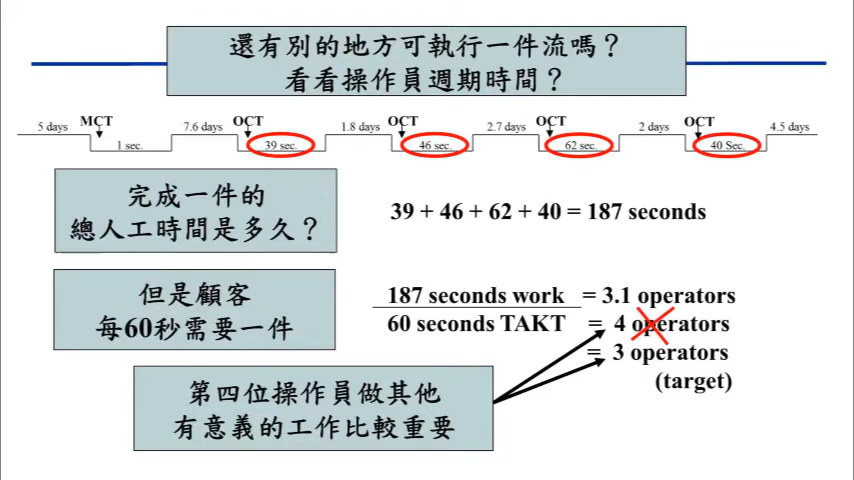 還有別的地方可執行一件流嗎？
看看操作員週期時間？
MCT OCT OCT OCT OCT
5 days 7.6 days 1.8 days 2.7 days 2 days 4.5 days
1 sec. 39 sec. 46 sec. 62 sec. 40 Sec.
完成一件的
總人工時間是多久？
39 + 46 + 62 + 40 = 187 seconds
但是顧客
每60秒需要一件
187 seconds work = 3.1 operators
60 seconds TAKT = 4 operators
= 3 operators
(target)
第四位操作員做其他
有意義的工作比較重要